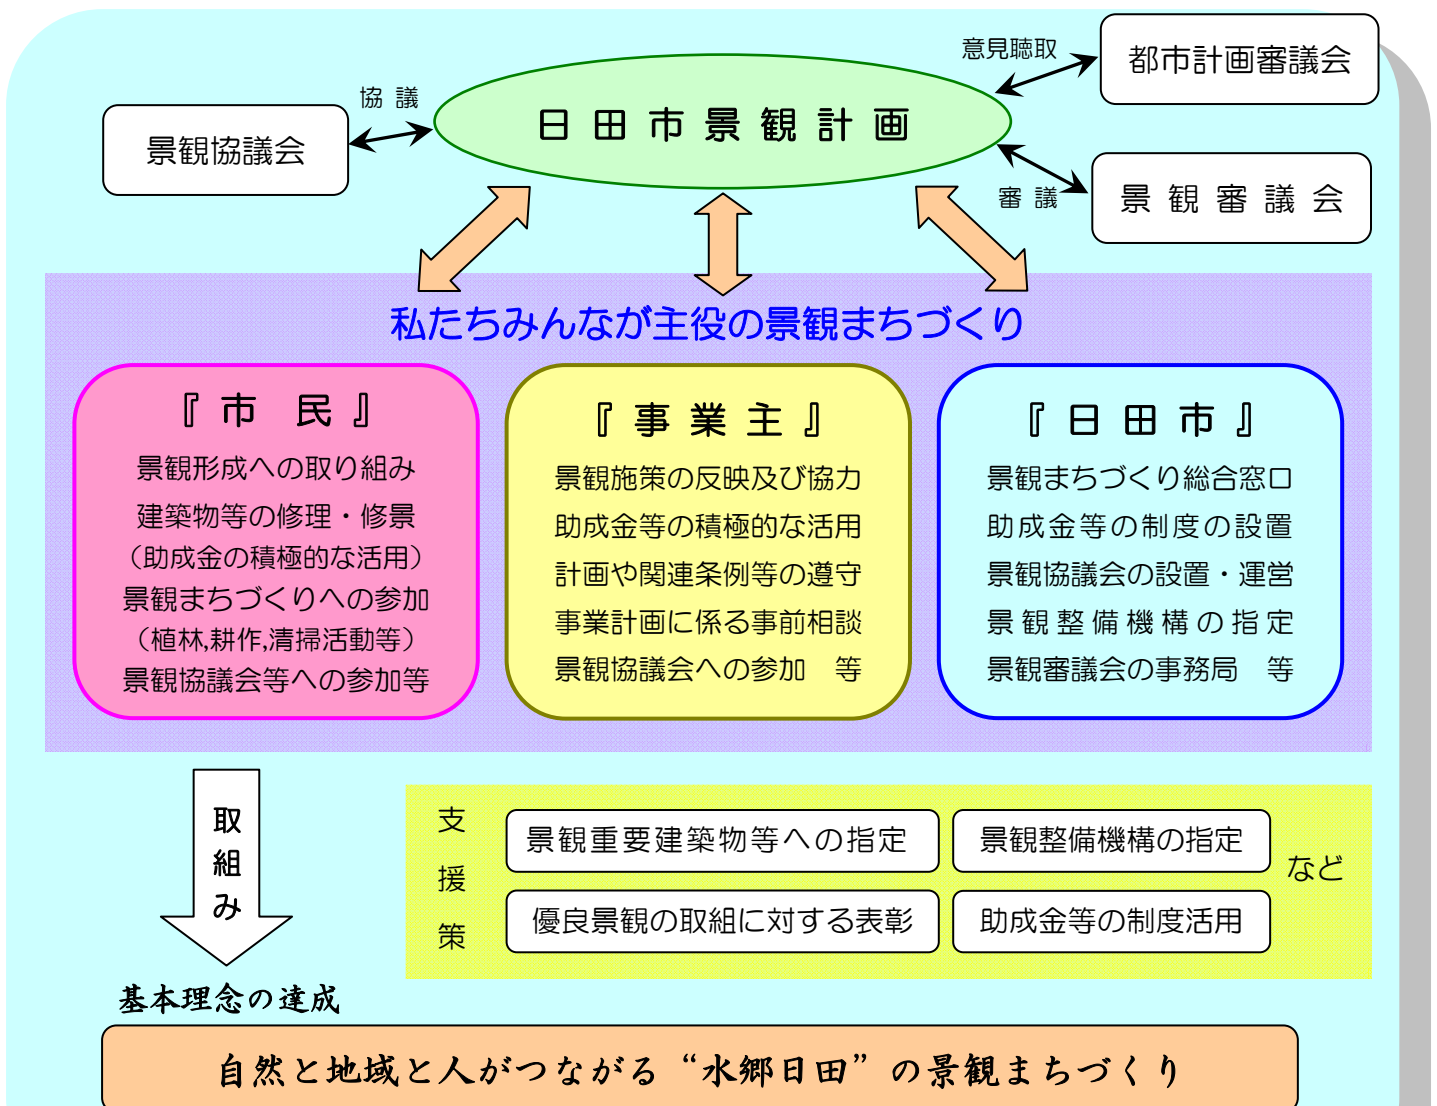 意見聴取
都市計画審議会
協 議
日田市景観計画
景観協議会
審 議
景観審議会
私たちみんなが主役の景観まちづくり
『市 民』
景観形成への取り組み
建築物等の修理・修景
（助成金の積極的な活用）
景観まちづくりへの参加
（植林,耕作,清掃活動等）
景観協議会等への参加等
『事業主』
景観施策の反映及び協力
助成金等の積極的な活用
計画や関連条例等の遵守
事業計画に係る事前相談
景観協議会への参加　等
『日田市』
景観まちづくり総合窓口
助成金等の制度の設置
景観協議会の設置・運営
景観整備機構の指定
景観審議会の事務局　等
取組み
支援策
景観重要建築物等への指定
景観整備機構の指定
優良景観の取組に対する表彰
助成金等の制度活用
など
基本理念の達成
自然と地域と人がつながる“水郷日田”の景観まちづくり